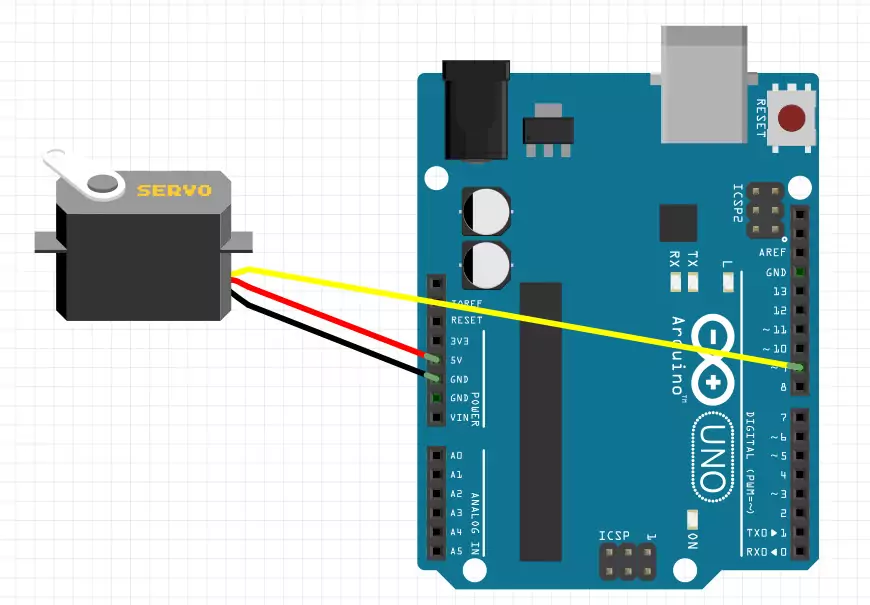 SERVO
RESET
ICSP2
AREF
GND
13
12
~11
~10
8
IOREF
RESET
3V3
5V
GND
GND
VIN
POWER
RX
TX
L
Arduino™
UNO
7
~6
~5
4
~3
2
TX0▶1
RX0◀0
DIGITAL (PWM=~)
A0
A1
A2
A3
A4
A5
ANALOG IN
ICSP
1
ON